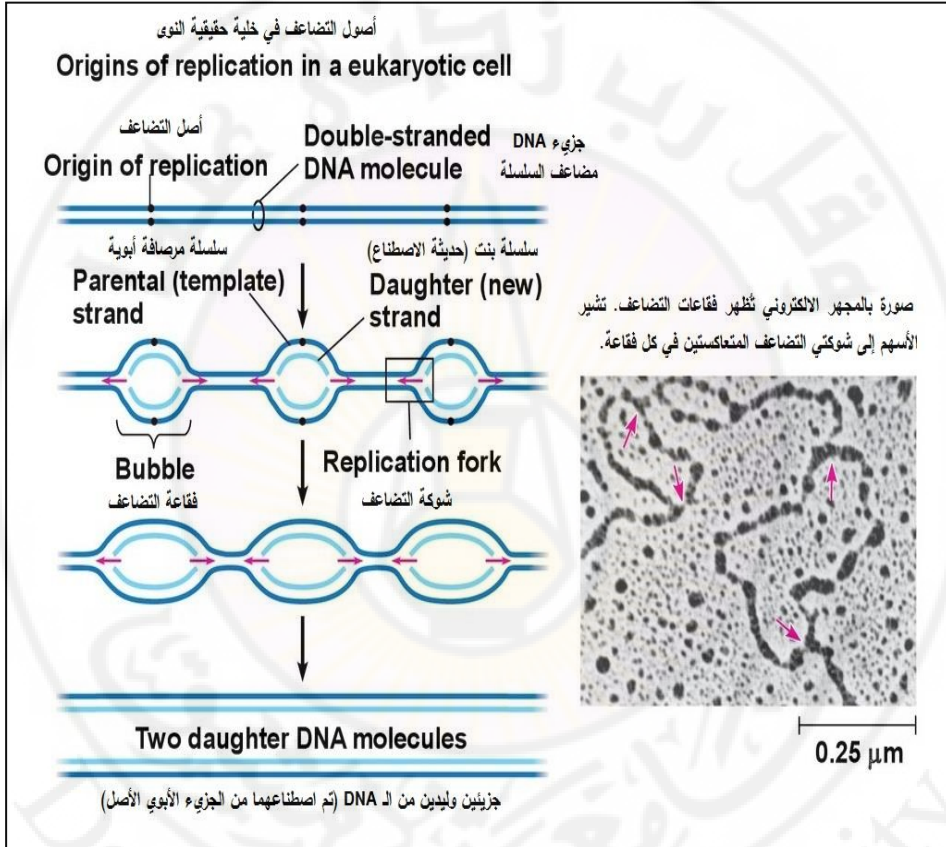 أصول التضاعف في خلية حقيقية النوى
Origins of replication in a eukaryotic cell
أصل التضاعف
Origin of replication
Double-stranded
DNA molecule
جزيء DNA
مضاعف السلسلة
سلسلة مرصافة أبوية
Parental (template)
strand
سلسلة بنت (حديثة الاصطناع)
Daughter (new)
strand
صورة بالمجهر الالكتروني تُظهر فقاعات التضاعف. تشير
الأسهم إلى شوكتي التضاعف المتعاكستين في كل فقاعة.
Bubble
فقاعة التضاعف
Replication fork
شوكة التضاعف
0.25 µm
Two daughter DNA molecules
جزيئين وليدين من الـ DNA (تم اصطناعهما من الجزيء الأبوي الأصل)